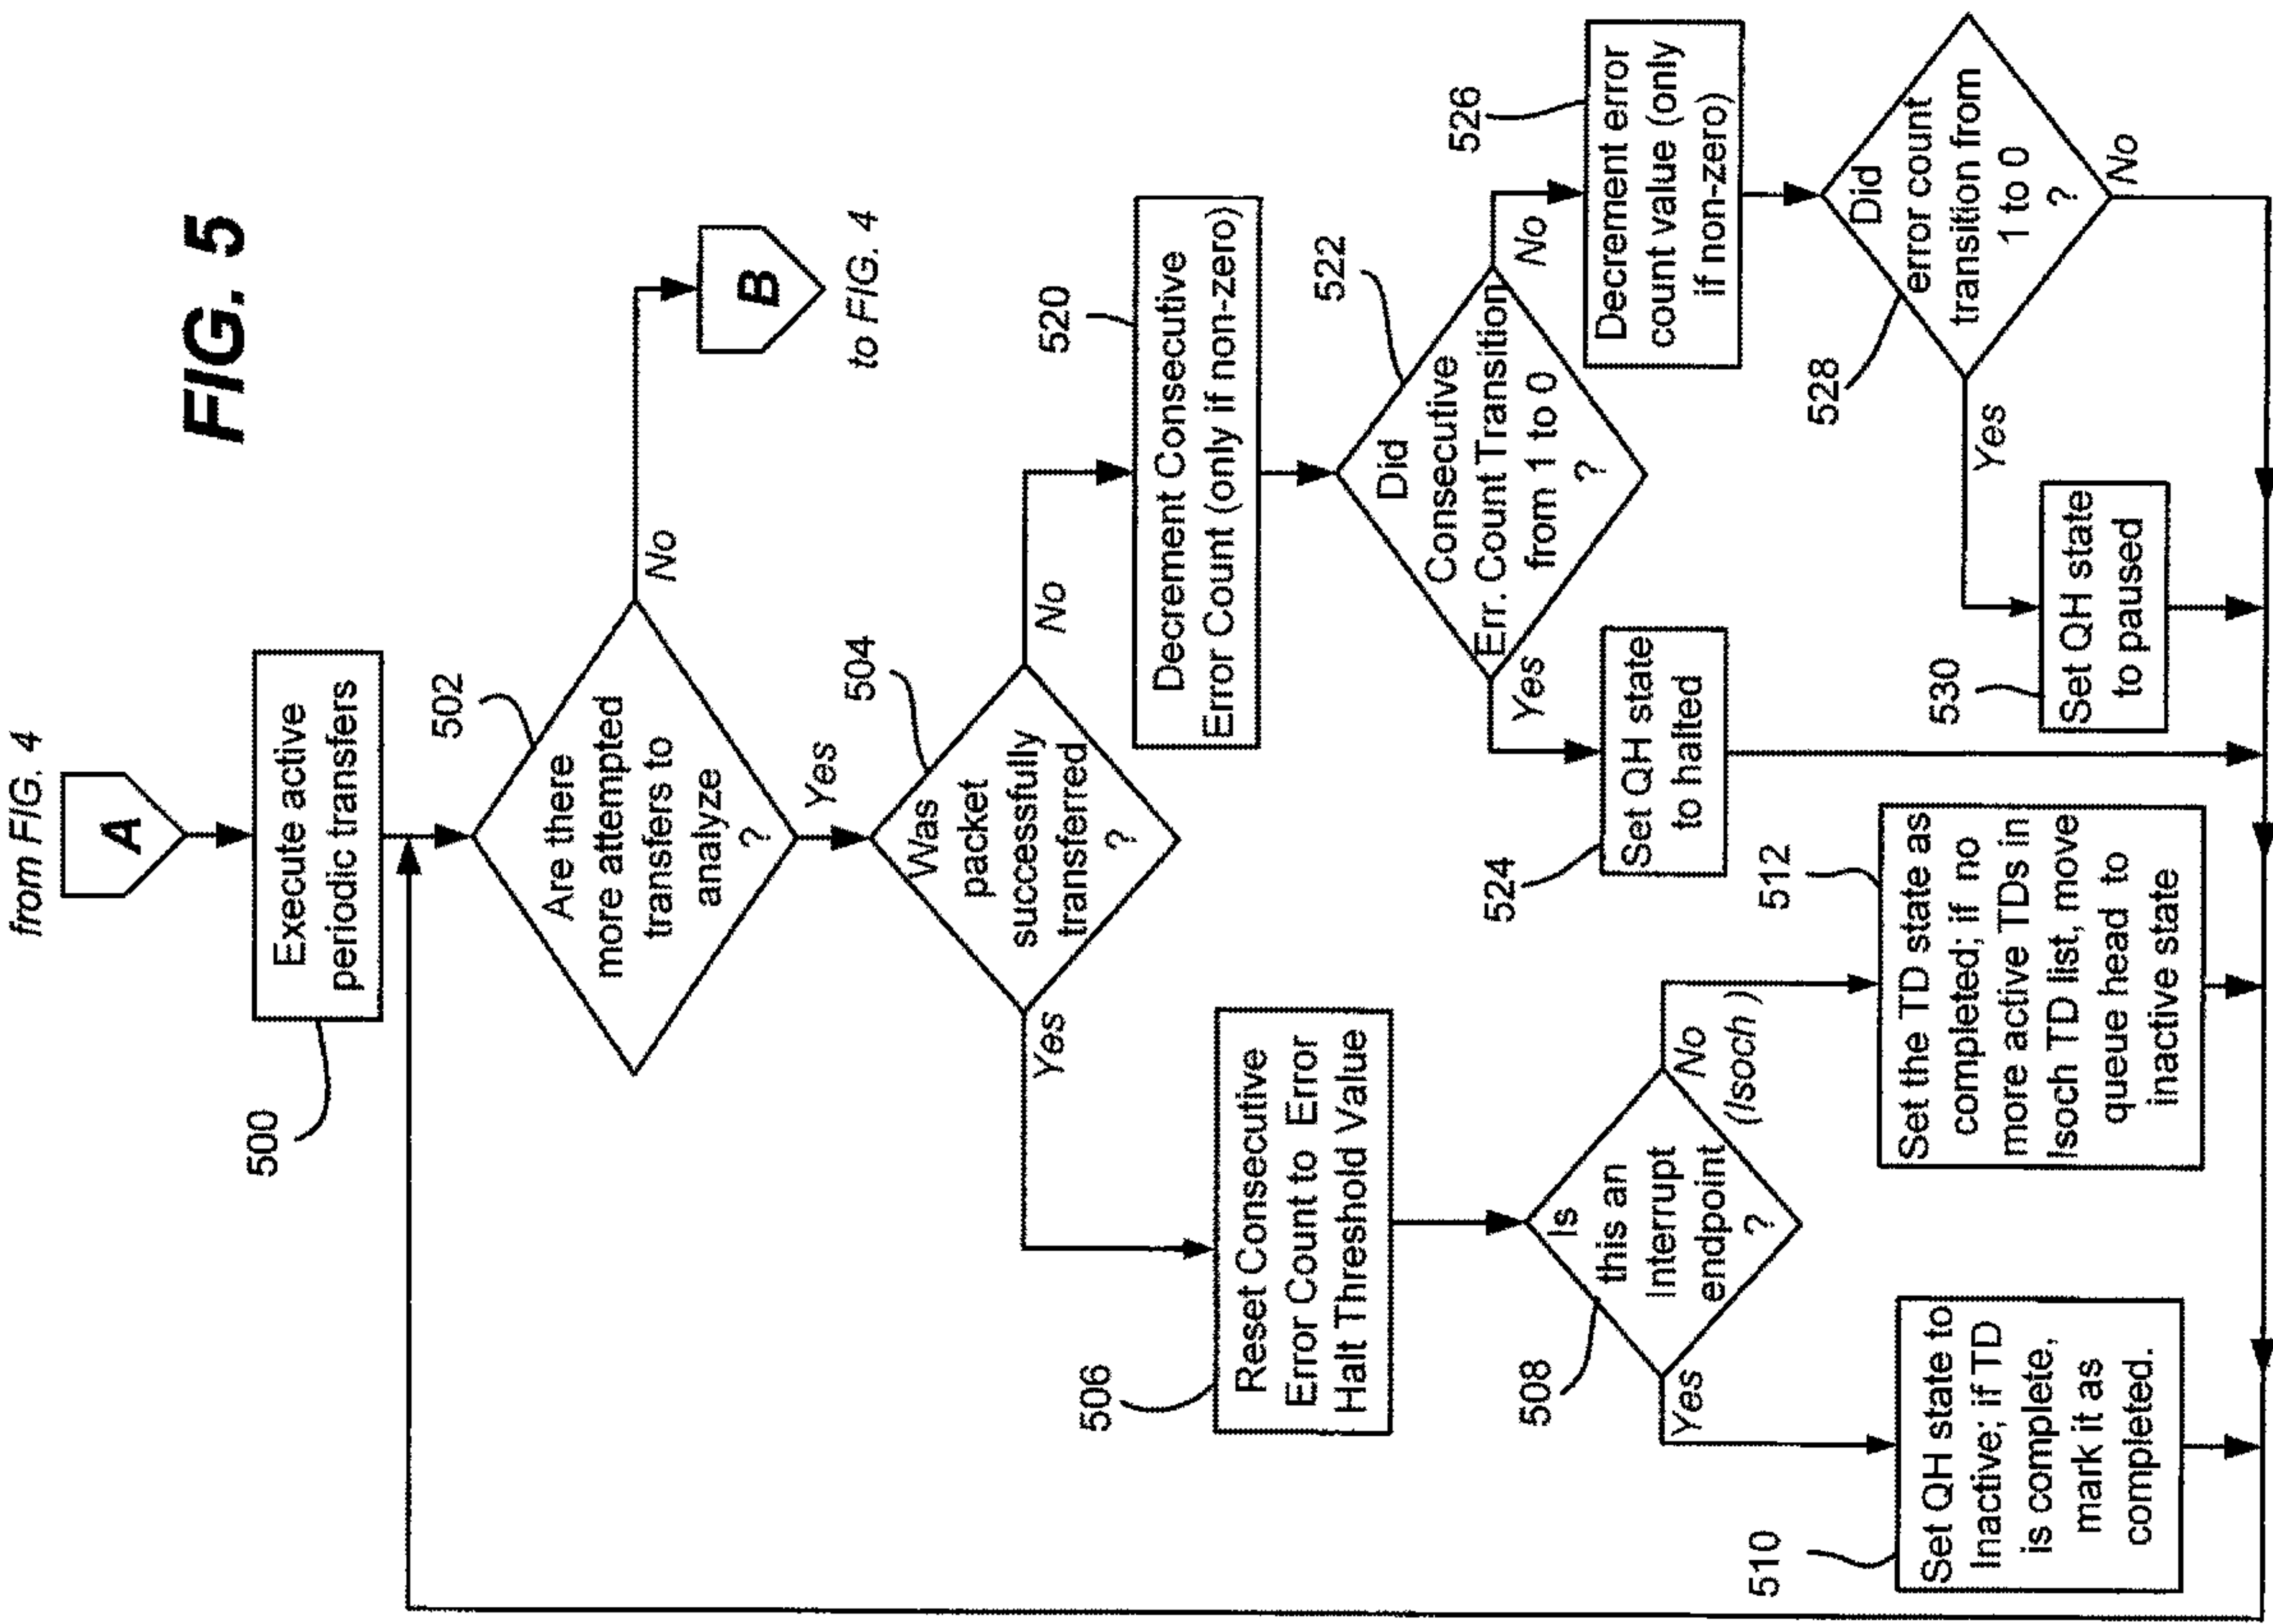 FIG. 5
from FIG. 4
A
500
Execute active
periodic transfers
502
Are there
more attempted
transfers to
analyze
?
No
B
to FIG. 4
Yes
504
Was
packet
successfully
transferred
?
Yes
No
506
Reset Consecutive
Error Count to Error
Halt Threshold Value
508
Is
this an
Interrupt
endpoint
?
Yes
No
(Isoch )
510
Set QH state to
Inactive; if TD
is complete,
mark it as
completed.
512
Set the TD state as
completed; if no
more active TDs in
Isoch TD list, move
queue head to
inactive state
520
Decrement Consecutive
Error Count (only if non-zero)
522
Did
Consecutive
Err. Count Transition
from 1 to 0
?
Yes
No
524
Set QH state
to halted
526
Decrement error
count value (only
if non-zero)
528
Did
error count
transition from
1 to 0
?
Yes
No
530
Set QH state
to paused